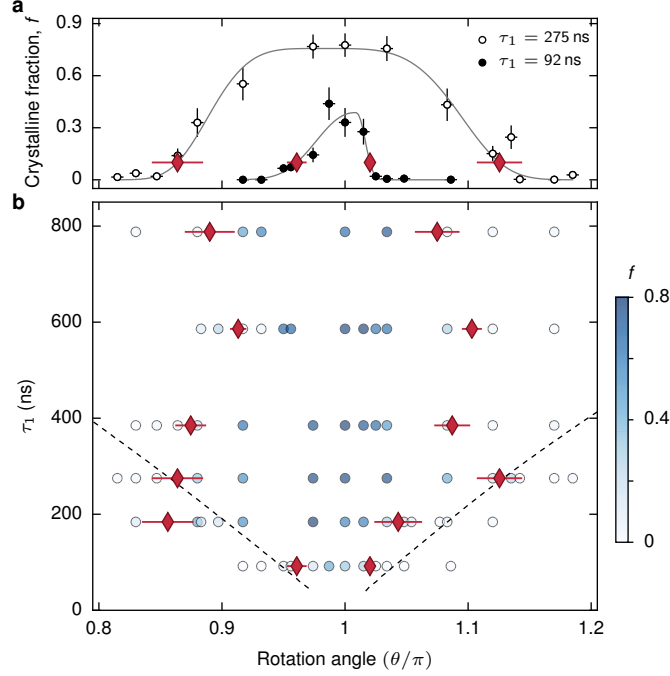 a
Crystalline fraction, f
0.9
0.6
0.3
0
τ1 = 275 ns
τ1 = 92 ns
b
τ1 (ns)
800
600
400
200
0
0.8
0.9
1
1.1
1.2
Rotation angle (θ/π)
f
0.8
0.4
0